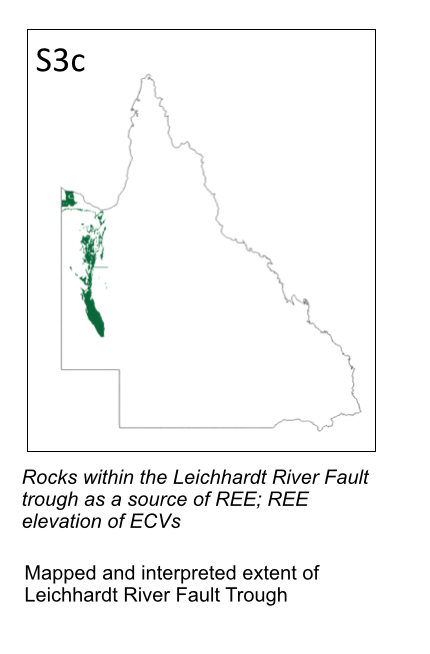 S3c
Rocks within the Leichhardt River Fault
trough as a source of REE; REE
elevation of ECVs
Mapped and interpreted extent of
Leichhardt River Fault Trough